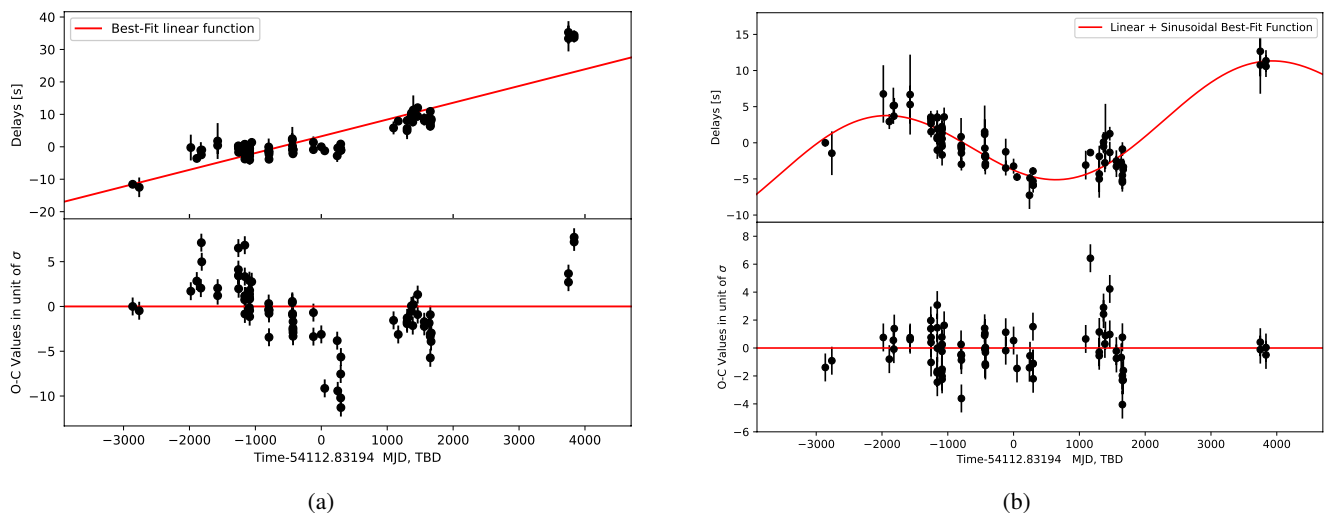 Best-Fit linear function
Delays [s]
40
30
20
10
0
−10
−20
O-C Values in unit of σ
5
0
−5
−10
−3000 −2000 −1000 0 1000 2000 3000 4000
Time-54112.83194 MJD, TBD
(a)
Linear + Sinusoidal Best-Fit Function
Delays [s]
15
10
5
0
−5
−10
O-C Values in unit of σ
8
6
4
2
0
−2
−4
−6
−3000 −2000 −1000 0 1000 2000 3000 4000
Time-54112.83194 MJD, TBD
(b)